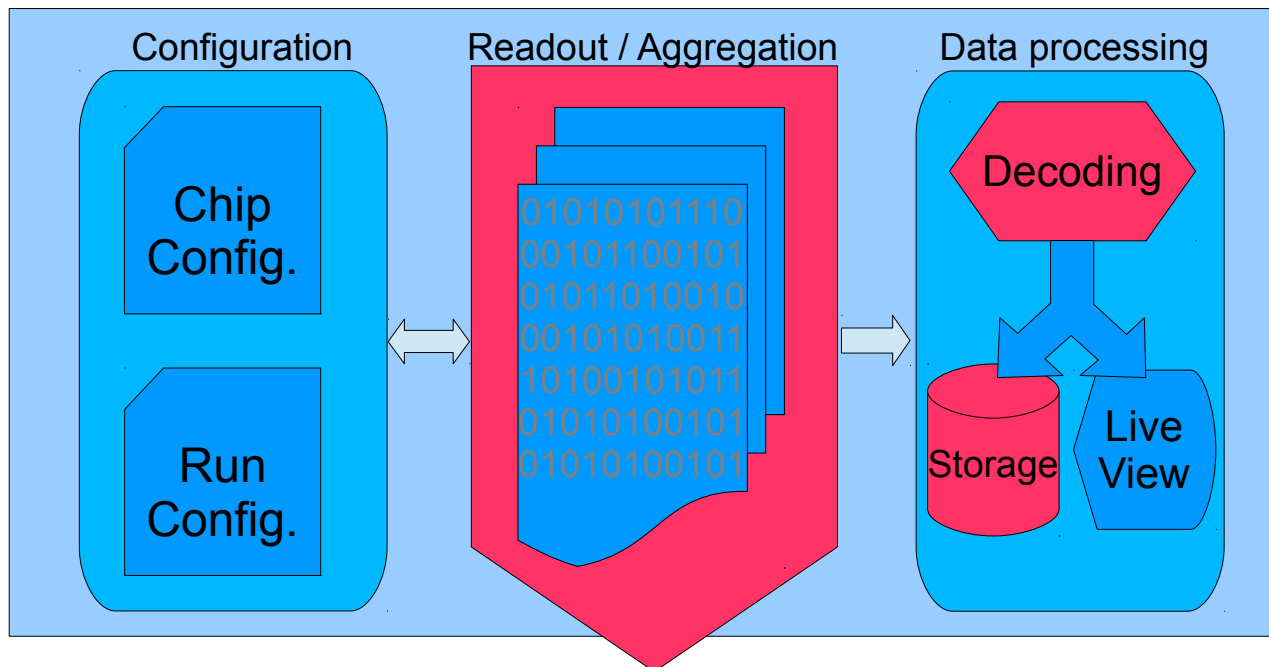 Configuration
Readout / Aggregation
Data processing
Chip
Config.
Run
Config.
01010101110
00101100101
01011010010
00101010011
10100101011
01010100101
01010100101
Decoding
Storage
Live
View